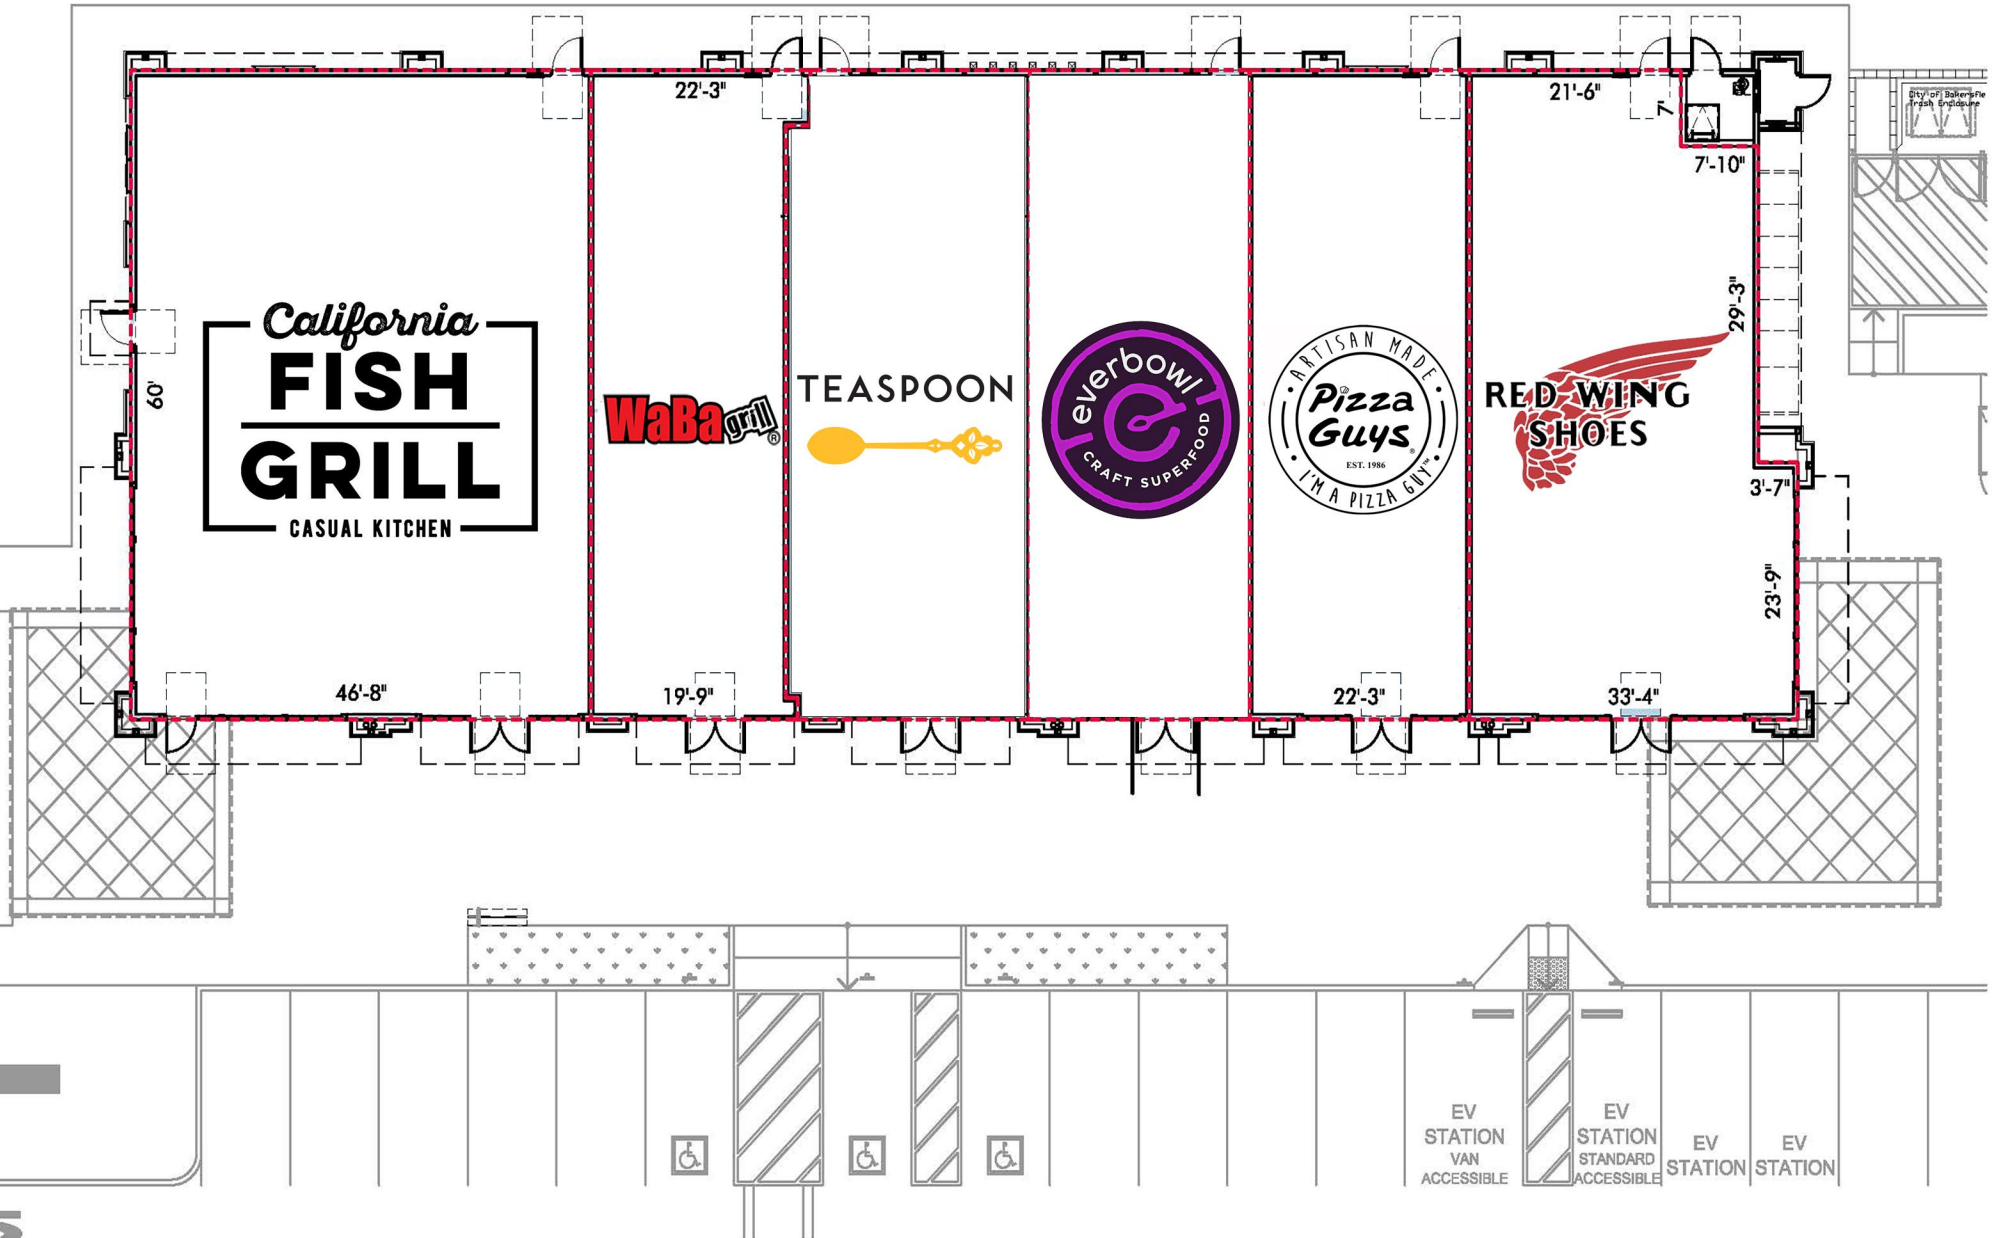 City of Bakersfie
Trash Enclosure
22'-3"
21'-6"
7'
7'-10"
29'-3"
60'
California
FISH
GRILL
CASUAL KITCHEN
WaBa grill®
TEASPOON
everbowl
CRAFT SUPERFOOD
ARTISAN MADE
Pizza
Guys®
EST. 1986
I'M A PIZZA GUY™
RED WING
SHOES
3'-7"
23'-9"
46'-8"
19'-9"
22'-3"
33'-4"
EV
STATION
VAN
ACCESSIBLE
EV
STATION
STANDARD
ACCESSIBLE
EV
STATION
EV
STATION